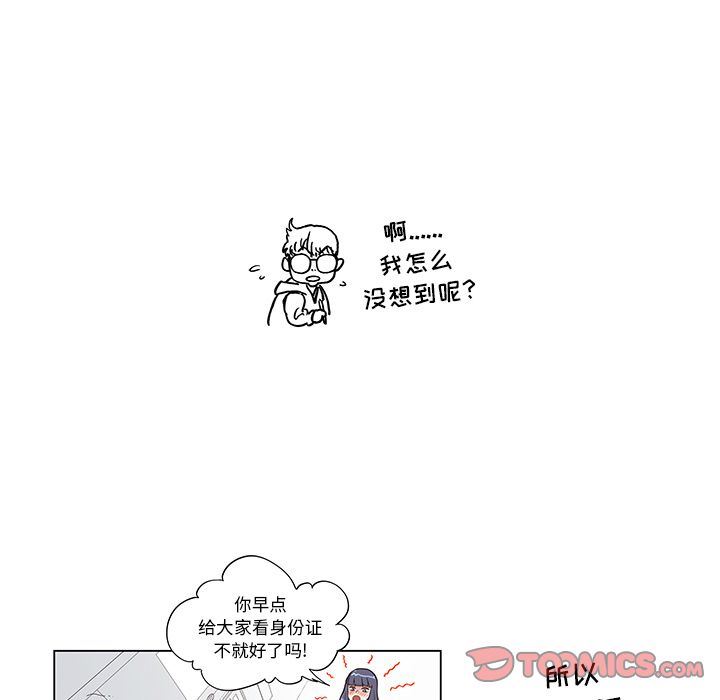 啊......
我怎么
没想到呢?
你早点
给大家看身份证
不就好了吗!
所以
TOOMICS.COM